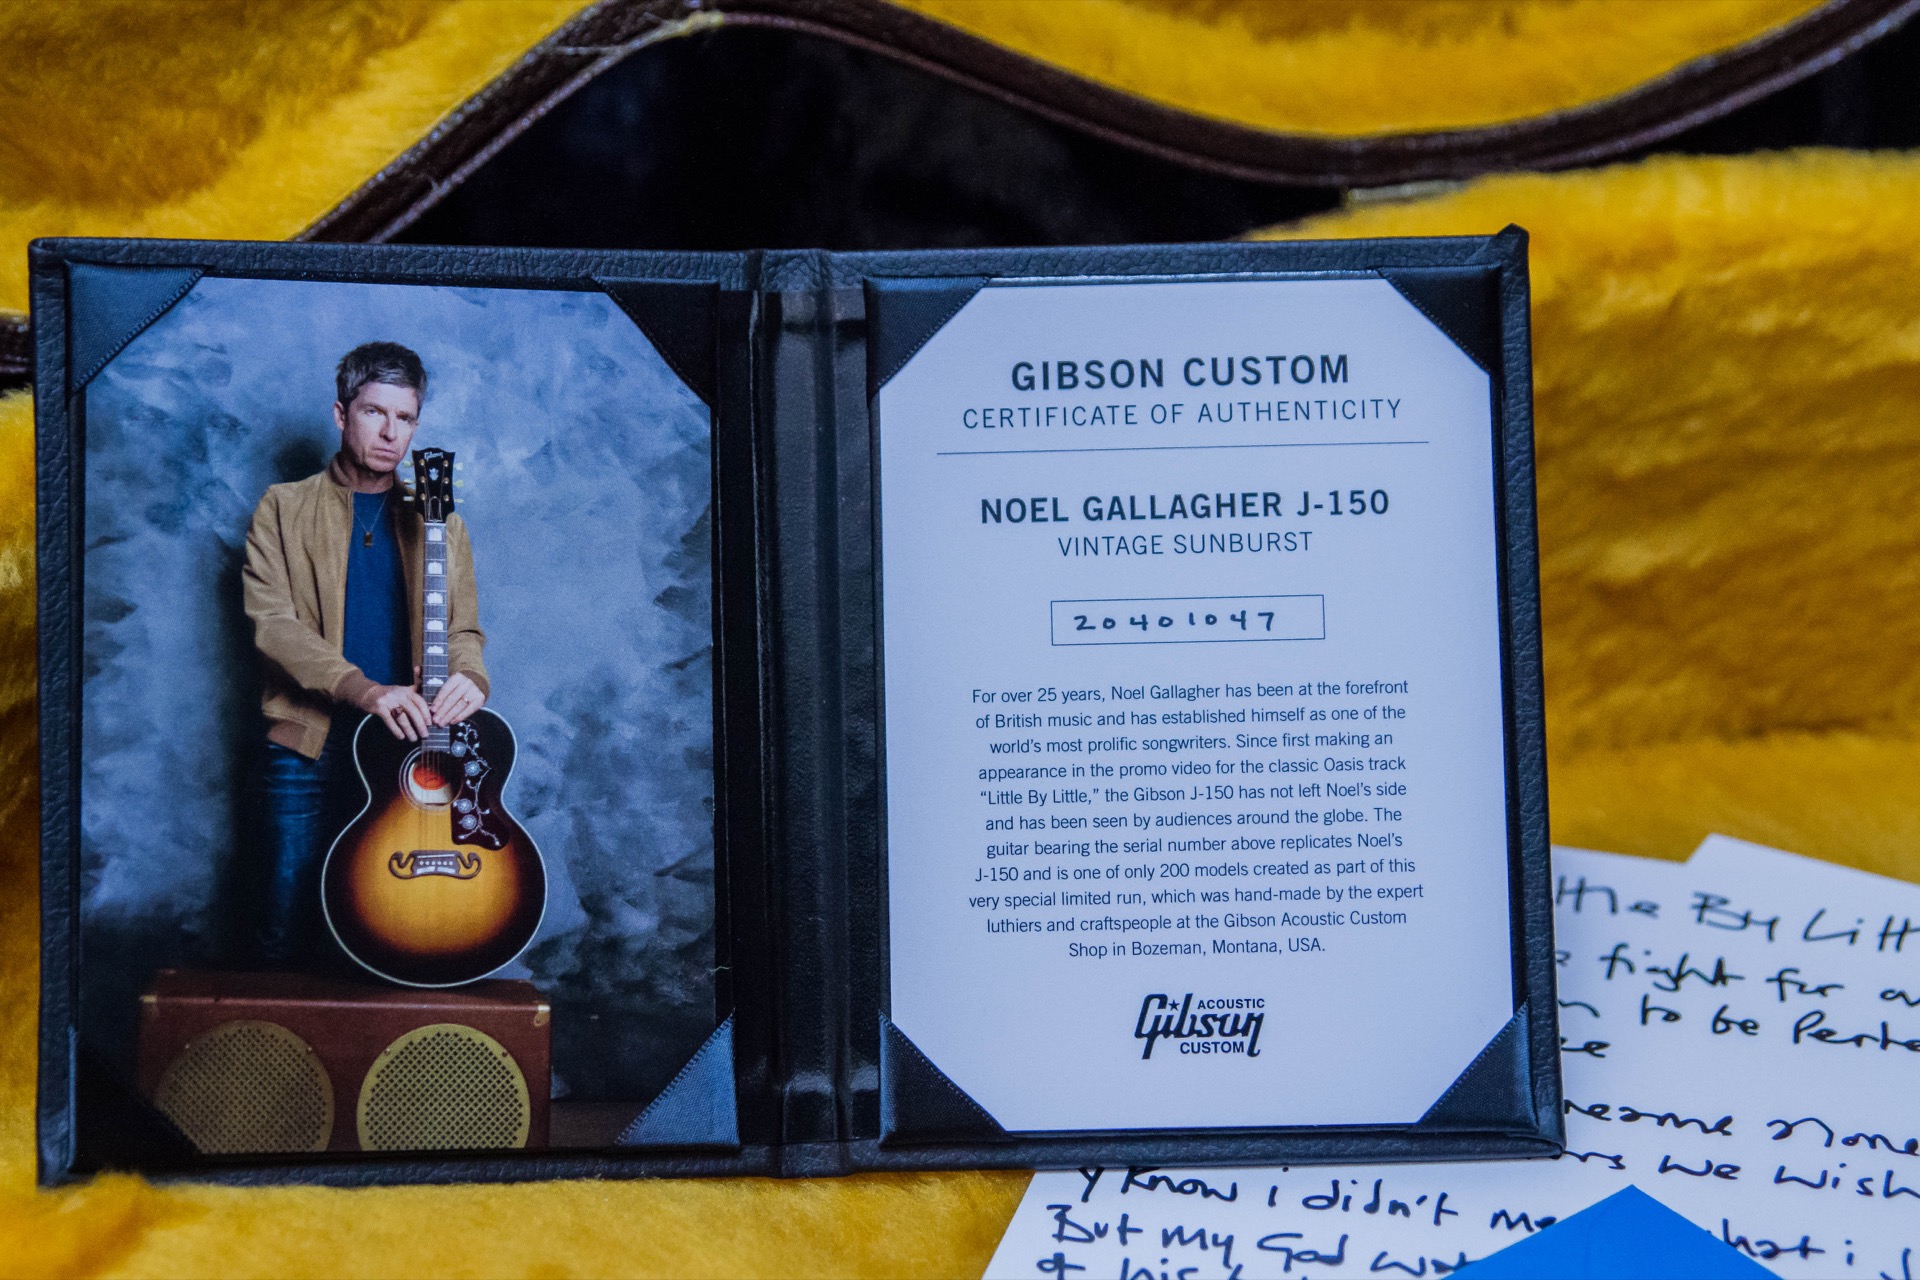 Gibson
GIBSON CUSTOM
CERTIFICATE OF AUTHENTICITY
NOEL GALLAGHER J-150
VINTAGE SUNBURST
20401047
For over 25 years, Noel Gallagher has been at the forefront
of British music and has established himself as one of the
world's most prolific songwriters. Since first making an
appearance in the promo video for the classic Oasis track
“Little By Little,” the Gibson J-150 has not left Noel's side
and has been seen by audiences around the globe. The
guitar bearing the serial number above replicates Noel's
J-150 and is one of only 200 models created as part of this
very special limited run, which was hand-made by the expert
luthiers and craftspeople at the Gibson Acoustic Custom
Shop in Bozeman, Montana, USA.
ACOUSTIC
Gibson
CUSTOM
By
fight for
to be
we wish
y Know i didn't
But my God